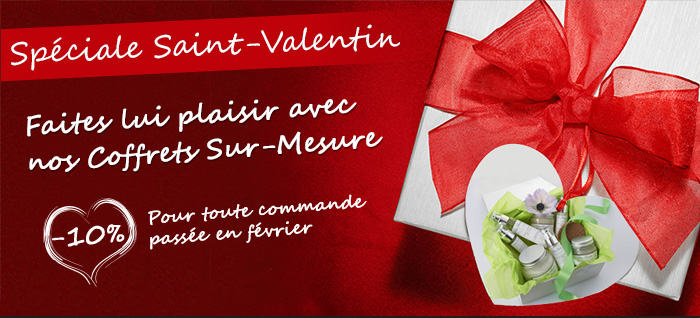 Spéciale Saint-Valentin
Faites lui plaisir avec
nos Coffrets Sur-Mesure
-10%
Pour toute commande
passée en février